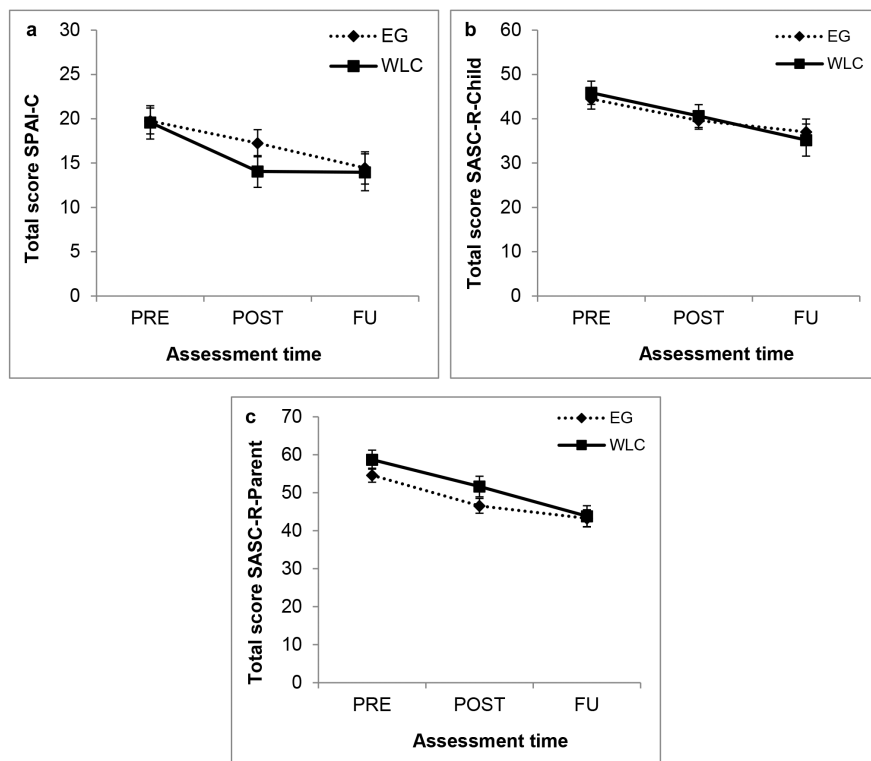 a
EG
WLC
Total score SPAI-C
30
25
20
15
10
5
0
PRE POST FU
Assessment time
b
EG
WLC
Total score SASC-R-Child
60
50
40
30
20
10
0
PRE POST FU
Assessment time
c
EG
WLC
Total score SASC-R-Parent
70
60
50
40
30
20
10
0
PRE POST FU
Assessment time